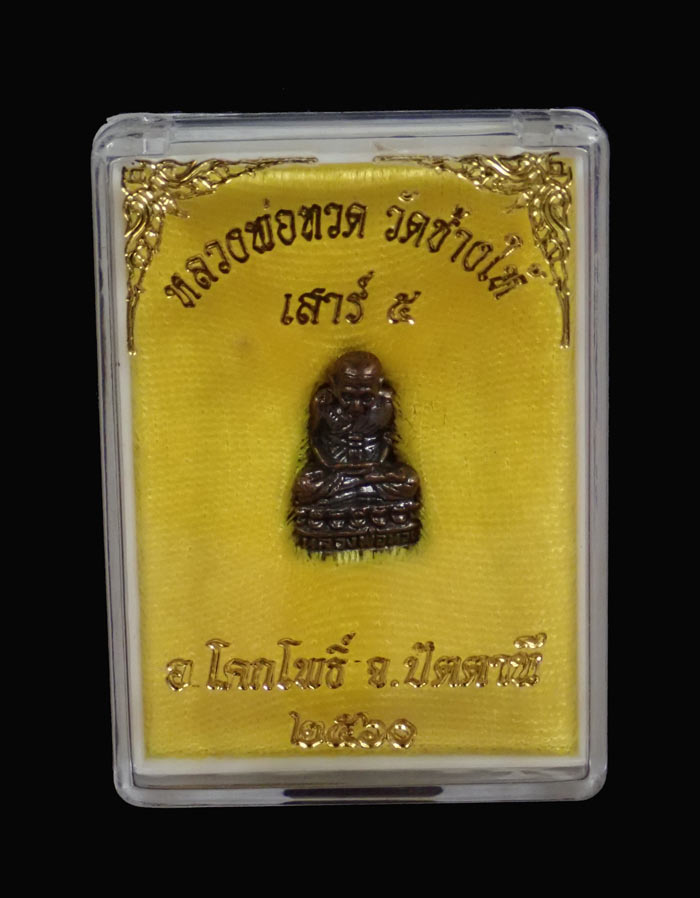 หลวงพ่อทวด วัดช้างให้
เสาร์ ๕
อ.โคกโพธิ์ จ.ปัตตานี
๒๕๖๐